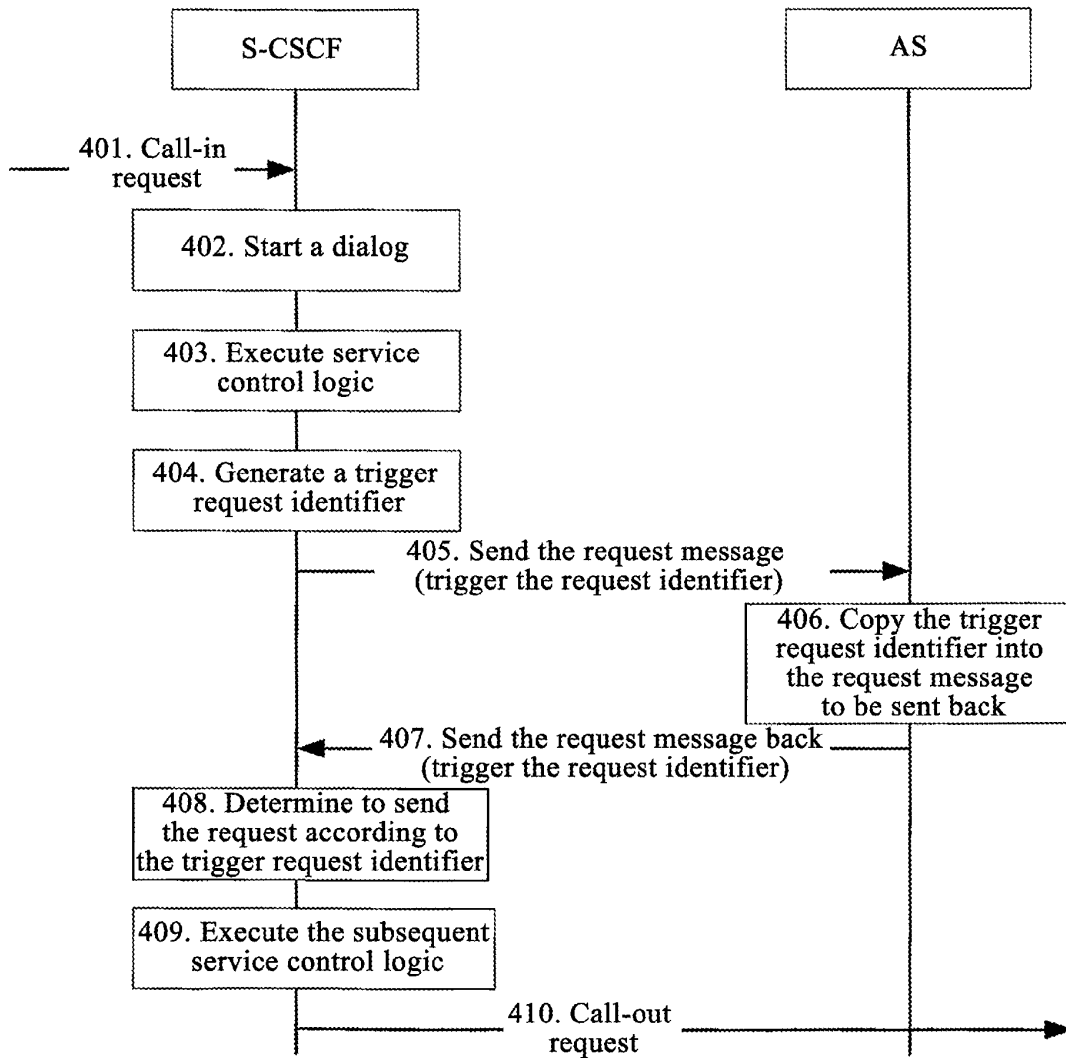 S-CSCF
AS
401. Call-in
request
402. Start a dialog
403. Execute service
control logic
404. Generate a trigger
request identifier
405. Send the request message
(trigger the request identifier)
406. Copy the trigger
request identifier into
the request message
to be sent back
407. Send the request message back
(trigger the request identifier)
408. Determine to send
the request according to
the trigger request identifier
409. Execute the subsequent
service control logic
410. Call-out
request